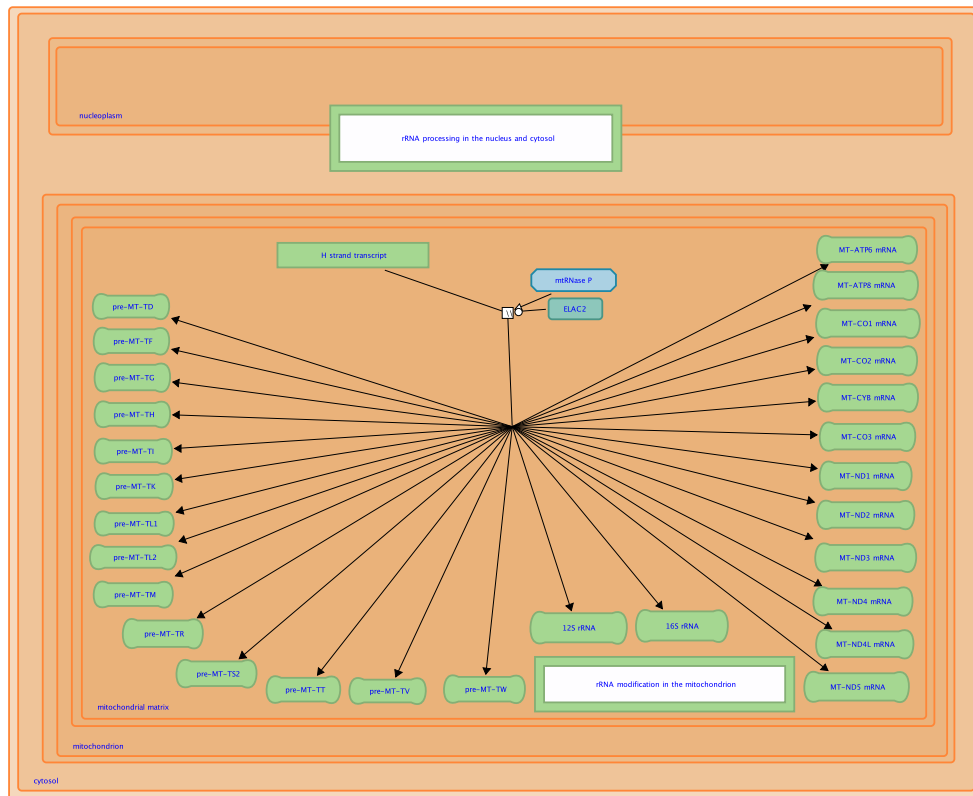 nucleoplasm
rRNA processing in the nucleus and cytosol
H strand transcript
mtRNase P
ELAC2
\\
pre-MT-TD
pre-MT-TF
pre-MT-TG
pre-MT-TH
pre-MT-TI
pre-MT-TK
pre-MT-TL1
pre-MT-TL2
pre-MT-TM
pre-MT-TR
pre-MT-TS2
pre-MT-TT
pre-MT-TV
pre-MT-TW
12S rRNA
16S rRNA
MT-ATP6 mRNA
MT-ATP8 mRNA
MT-CO1 mRNA
MT-CO2 mRNA
MT-CYB mRNA
MT-CO3 mRNA
MT-ND1 mRNA
MT-ND2 mRNA
MT-ND3 mRNA
MT-ND4 mRNA
MT-ND4L mRNA
MT-ND5 mRNA
rRNA modification in the mitochondrion
mitochondrial matrix
mitochondrion
cytosol